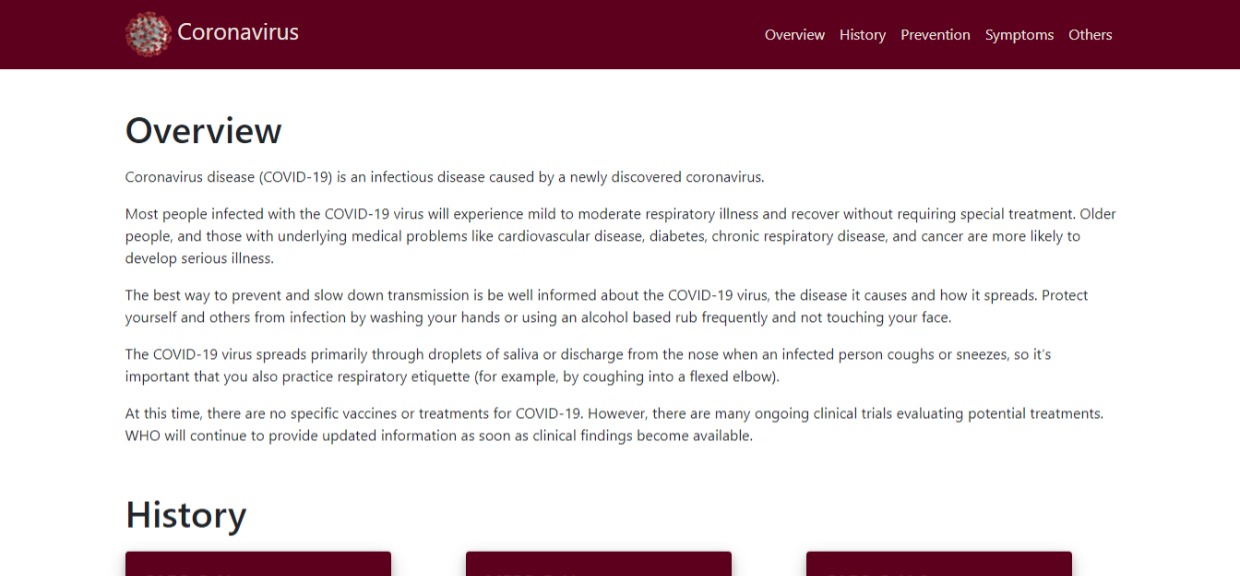 Coronavirus
Overview History Prevention Symptoms Others
Overview
Coronavirus disease (COVID-19) is an infectious disease caused by a newly discovered coronavirus.
Most people infected with the COVID-19 virus will experience mild to moderate respiratory illness and recover without requiring special treatment. Older
people, and those with underlying medical problems like cardiovascular disease, diabetes, chronic respiratory disease, and cancer are more likely to
develop serious illness.
The best way to prevent and slow down transmission is be well informed about the COVID-19 virus, the disease it causes and how it spreads. Protect
yourself and others from infection by washing your hands or using an alcohol based rub frequently and not touching your face.
The COVID-19 virus spreads primarily through droplets of saliva or discharge from the nose when an infected person coughs or sneezes, so it's
important that you also practice respiratory etiquette (for example, by coughing into a flexed elbow).
At this time, there are no specific vaccines or treatments for COVID-19. However, there are many ongoing clinical trials evaluating potential treatments.
WHO will continue to provide updated information as soon as clinical findings become available.
History